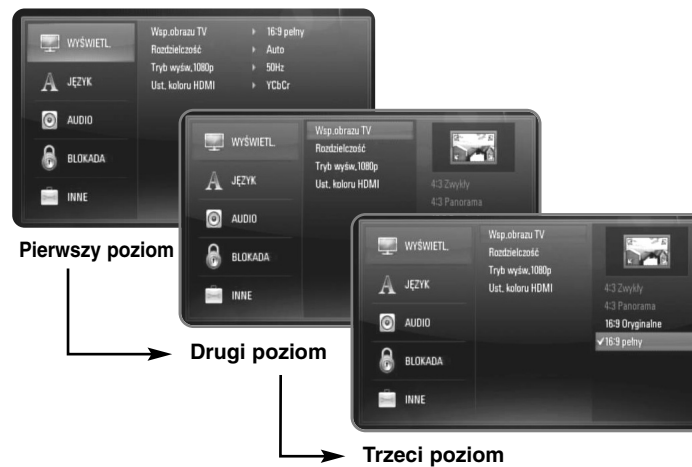 WYŚWIETL.
JĘZYK
AUDIO
BLOKADA
INNE
Wsp.obrazu TV 16:9 pełny
Rozdzielczość Auto
Tryb wyśw,1080p 50Hz
Ust. koloru HDMI YCbCr
Pierwszy poziom
WYŚWIETL.
JĘZYK
AUDIO
BLOKADA
INNE
Wsp.obrazu TV
Rozdzielczość
Tryb wyśw,1080p
Ust. koloru HDMI
4:3 Zwykły
4:3 Panorama
Drugi poziom
WYŚWIETL.
JĘZYK
AUDIO
BLOKADA
INNE
Wsp.obrazu TV
Rozdzielczość
Tryb wyśw,1080p
Ust. koloru HDMI
4:3 Zwykły
4:3 Panorama
16:9 Oryginalne
✓16:9 pełny
Trzeci poziom